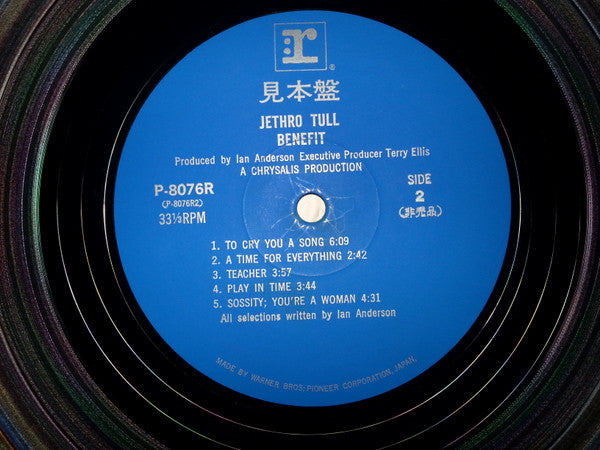 r
®
見本盤
JETHRO TULL
BENEFIT
Produced by Ian Anderson Executive Producer Terry Ellis
A CHRYSALIS PRODUCTION
P-8076R
(P-8076R2)
33⅓RPM
SIDE
2
(非売品)
1. TO CRY YOU A SONG 6:09
2. A TIME FOR EVERYTHING 2:42
3. TEACHER 3:57
4. PLAY IN TIME 3:44
5. SOSSITY; YOU'RE A WOMAN 4:31
All selections written by Ian Anderson
MADE BY WARNER BROS; PIONEER CORPORATION, JAPAN,